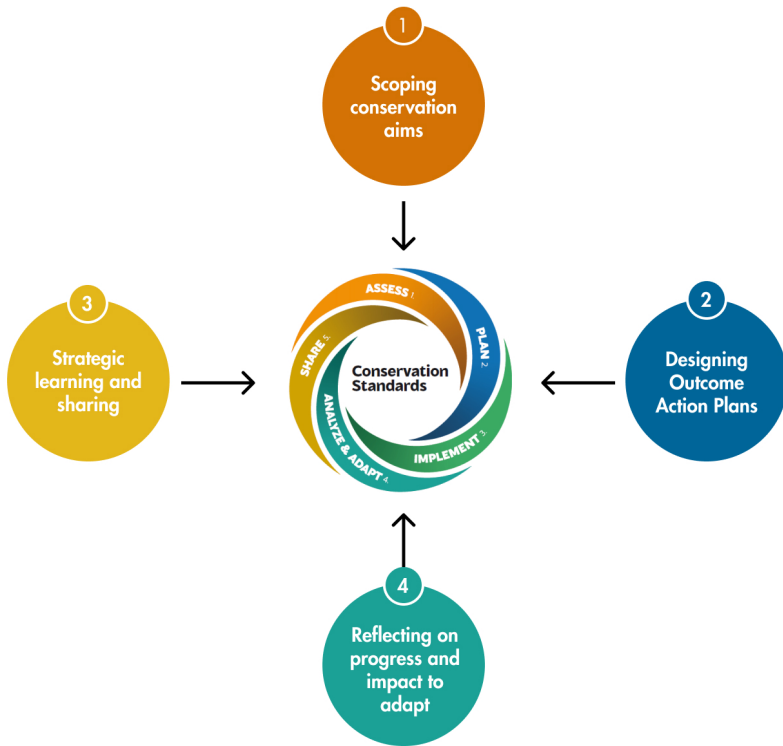 1
Scoping
conservation
aims
ASSESS 1.
PLAN 2.
IMPLEMENT 3.
ANALYZE & ADAPT 4.
SHARE 5.
Conservation
Standards
3
Strategic
learning and
sharing
2
Designing
Outcome
Action Plans
4
Reflecting on
progress and
impact to
adapt